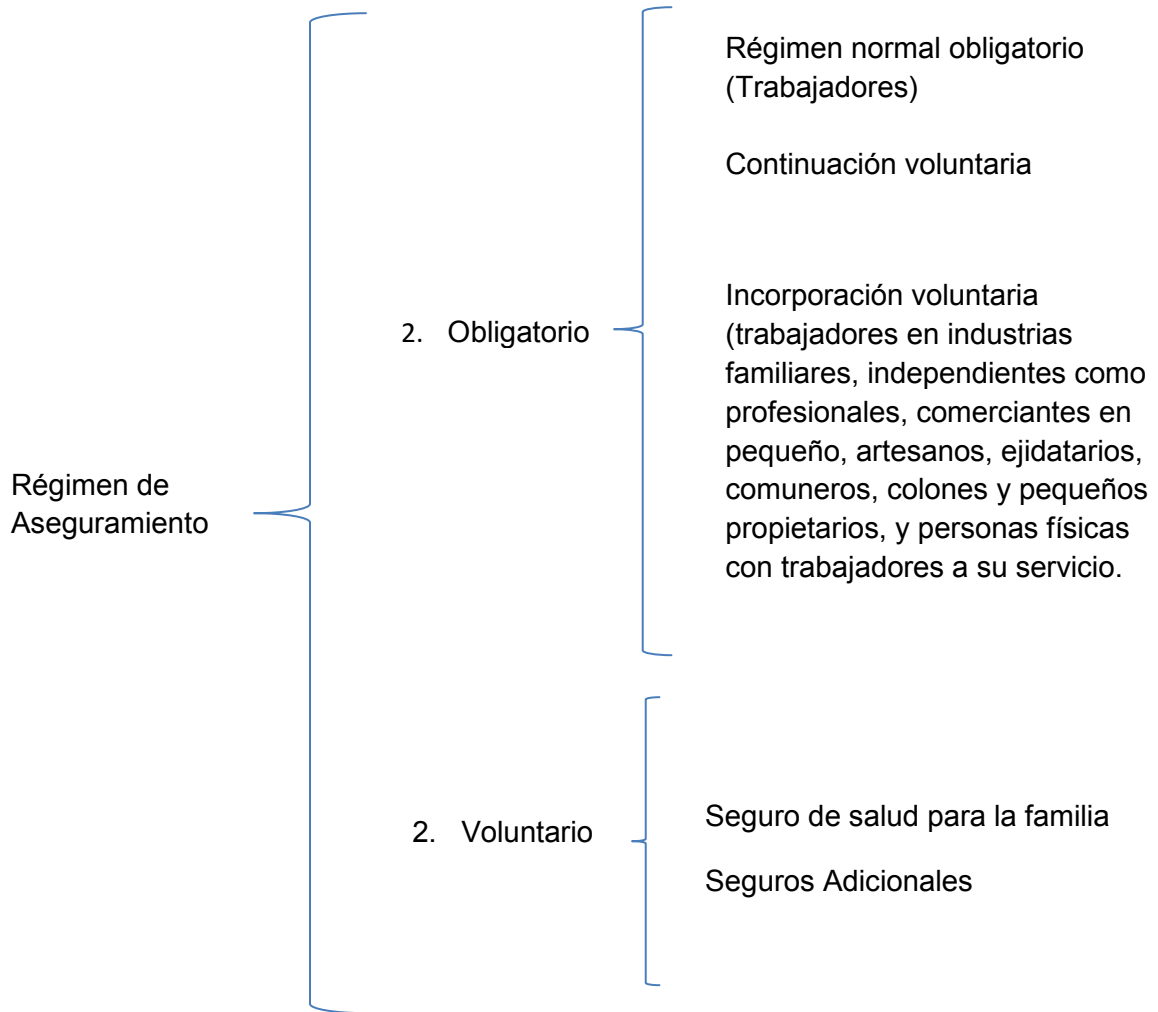 Régimen de
Aseguramiento
2. Obligatorio
Régimen normal obligatorio
(Trabajadores)
Continuación voluntaria
Incorporación voluntaria
(trabajadores en industrias
familiares, independientes como
profesionales, comerciantes en
pequeño, artesanos, ejidatarios,
comuneros, colones y pequeños
propietarios, y personas físicas
con trabajadores a su servicio.
2. Voluntario
Seguro de salud para la familia
Seguros Adicionales